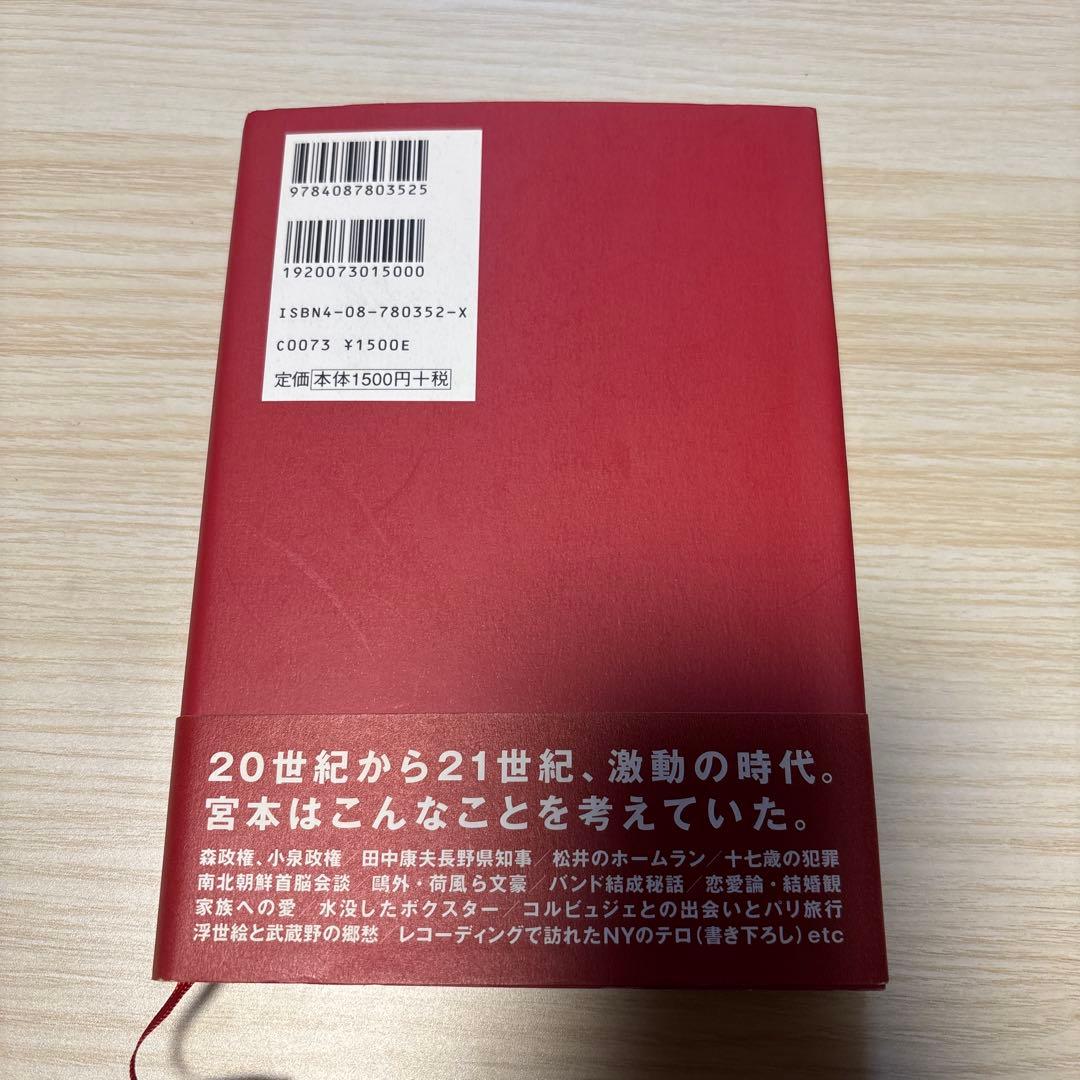 9784087803525
1920073015000
ISBN4-08-780352-X
C0073 ¥1500E
定価本体1500円+税
20世紀から21世紀、激動の時代。
宮本はこんなことを考えていた。
森政権、小泉政権／田中康夫長野県知事／松井のホームラン／十七歳の犯罪
南北朝鮮首脳会談／鷗外・荷風ら文豪／バンド結成秘話／恋愛論・結婚観
家族への愛／水没したボクスター／コルビュジェとの出会いとパリ旅行
浮世絵と武蔵野の郷愁／レコーディングで訪れたNYのテロ(書き下ろし)etc